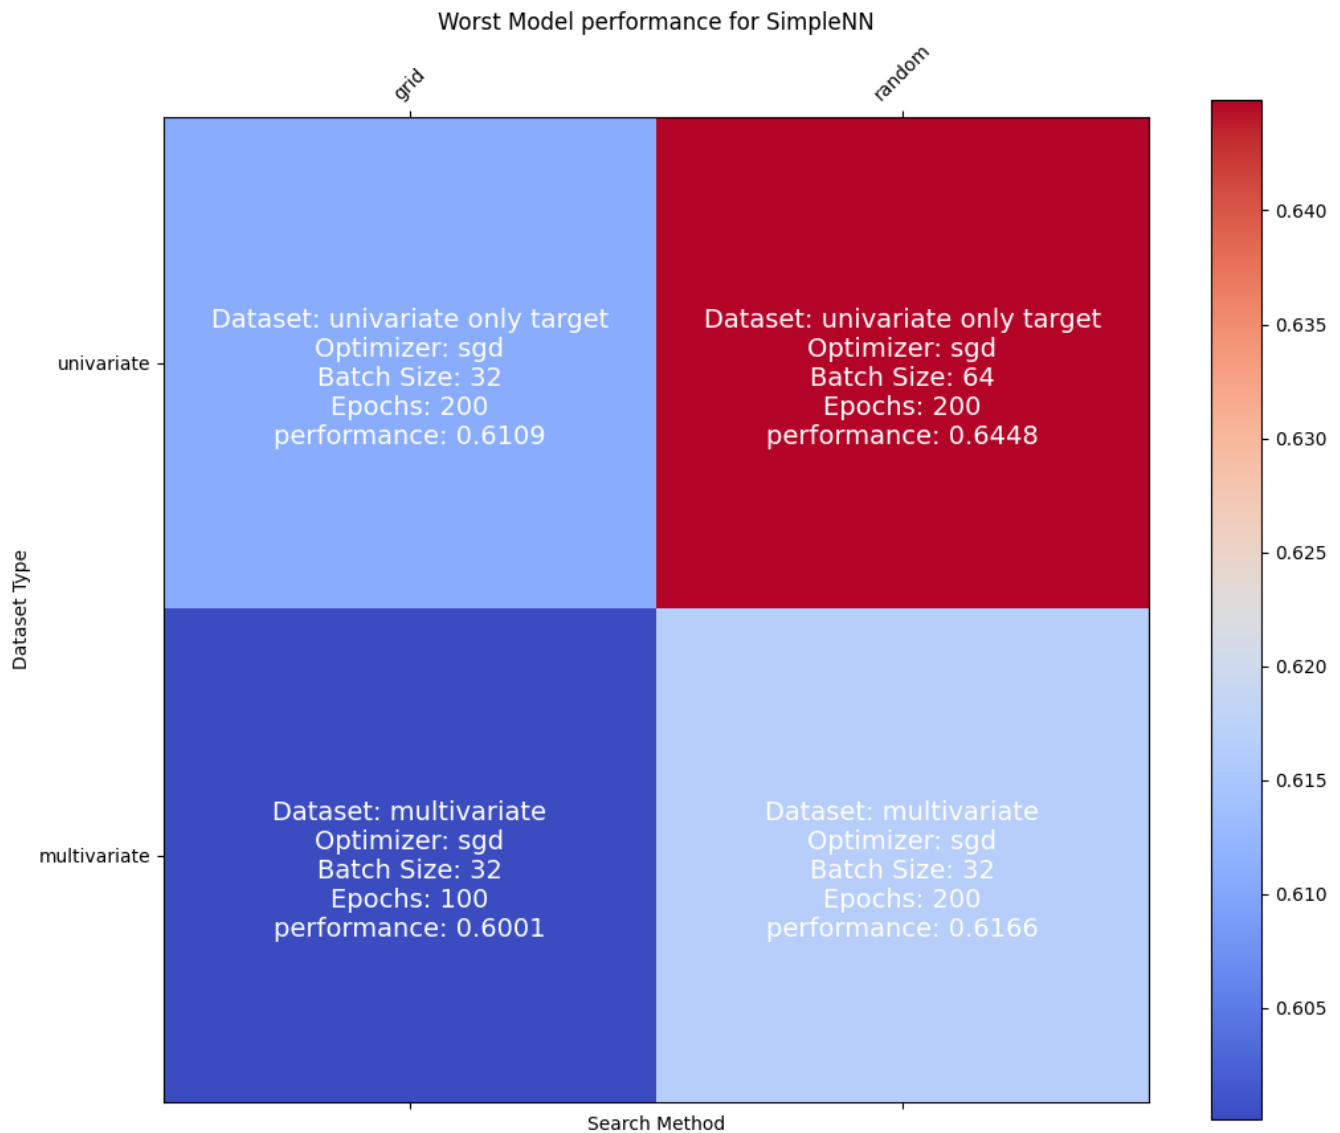 Worst Model performance for SimpleNN
grid
random
Dataset Type
univariate
Dataset: univariate only target
Optimizer: sgd
Batch Size: 32
Epochs: 200
performance: 0.6109
Dataset: univariate only target
Optimizer: sgd
Batch Size: 64
Epochs: 200
performance: 0.6448
multivariate
Dataset: multivariate
Optimizer: sgd
Batch Size: 32
Epochs: 100
performance: 0.6001
Dataset: multivariate
Optimizer: sgd
Batch Size: 32
Epochs: 200
performance: 0.6166
Search Method
0.640
0.635
0.630
0.625
0.620
0.615
0.610
0.605